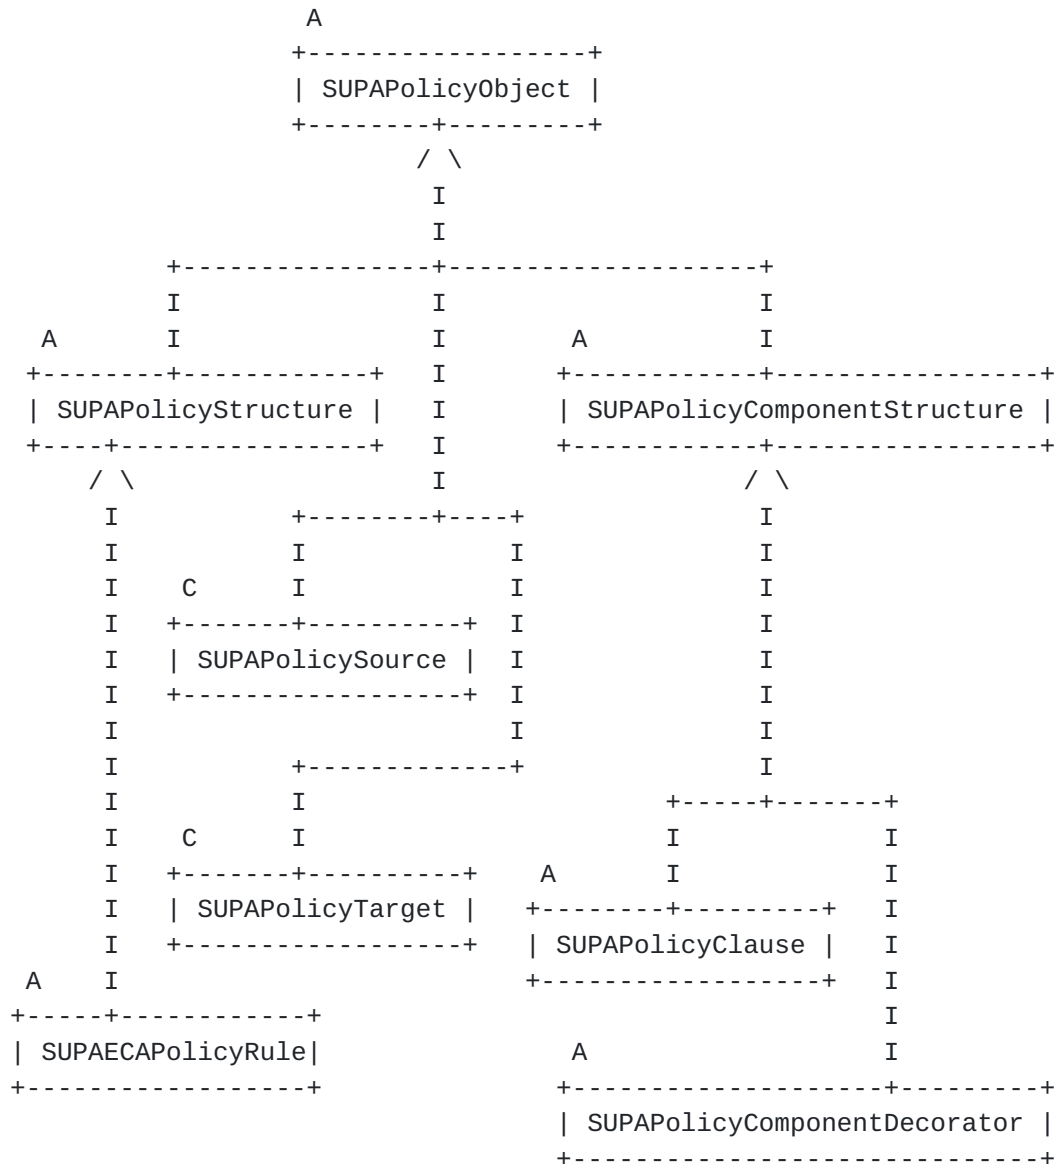 A
                   +-------------------+
                   | SUPAPolicyObject |
                   +--------+---------+
                           / \
                            I
                            I
          +----------------+--------------------+
          I                I                    I
  A       I                I       A            I
 +--------+------------+   I      +------------+-----------------+
 | SUPAPolicyStructure |   I      | SUPAPolicyComponentStructure |
 +----+----------------+   I      +------------+-----------------+
     / \                   I                  / \
      I           +--------+----+              I
      I           I             I              I
      I    C      I             I              I
      I   +-------+----------+  I              I
      I   | SUPAPolicySource |  I              I
      I   +------------------+  I              I
      I                         I              I
      I           +-------------+              I
      I           I                      +-----+-------+
      I    C      I                      I             I
      I   +-------+----------+    A      I             I
      I   | SUPAPolicyTarget |   +--------+---------+  I
      I   +------------------+   | SUPAPolicyClause |  I
 A    I                          +------------------+  I
+-----+------------+                                   I
| SUPAECAPolicyRule|                A                  I
+------------------+               +--------------------+---------+
                                   | SUPAPolicyComponentDecorator |
                                   +------------------------------+